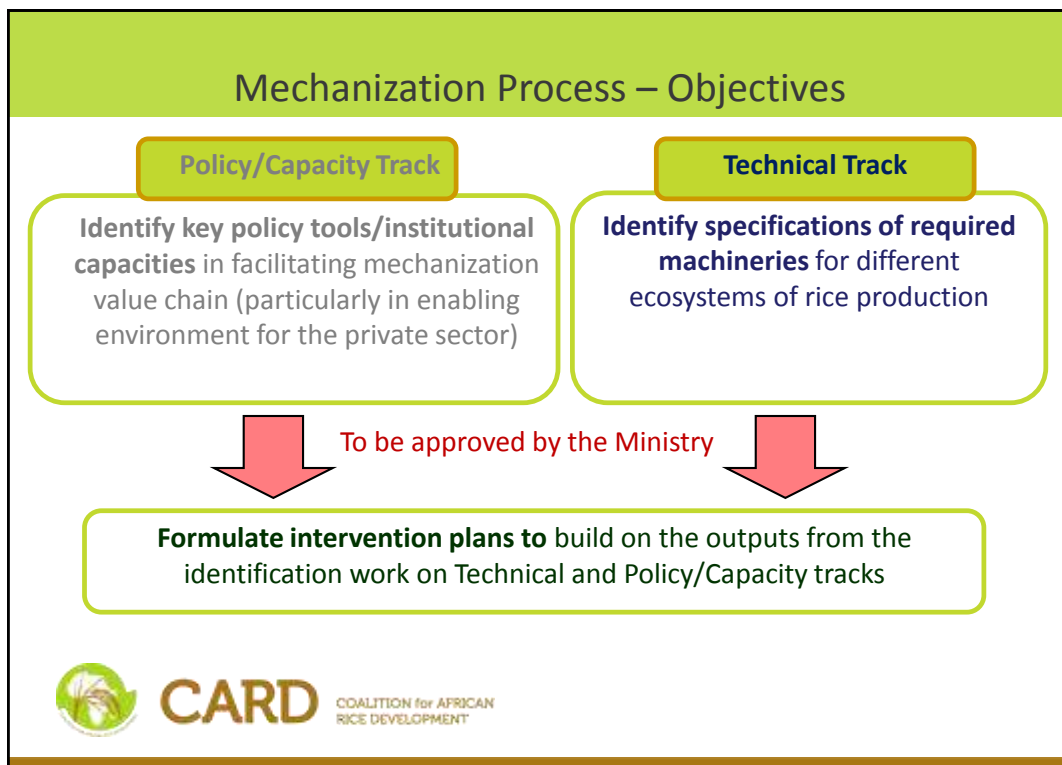 Mechanization Process – Objectives
Policy/Capacity Track
Identify key policy tools/institutional
capacities in facilitating mechanization
value chain (particularly in enabling
environment for the private sector)
Technical Track
Identify specifications of required
machineries for different
ecosystems of rice production
To be approved by the Ministry
Formulate intervention plans to build on the outputs from the
identification work on Technical and Policy/Capacity tracks
CARD
COALITION for AFRICAN
RICE DEVELOPMENT